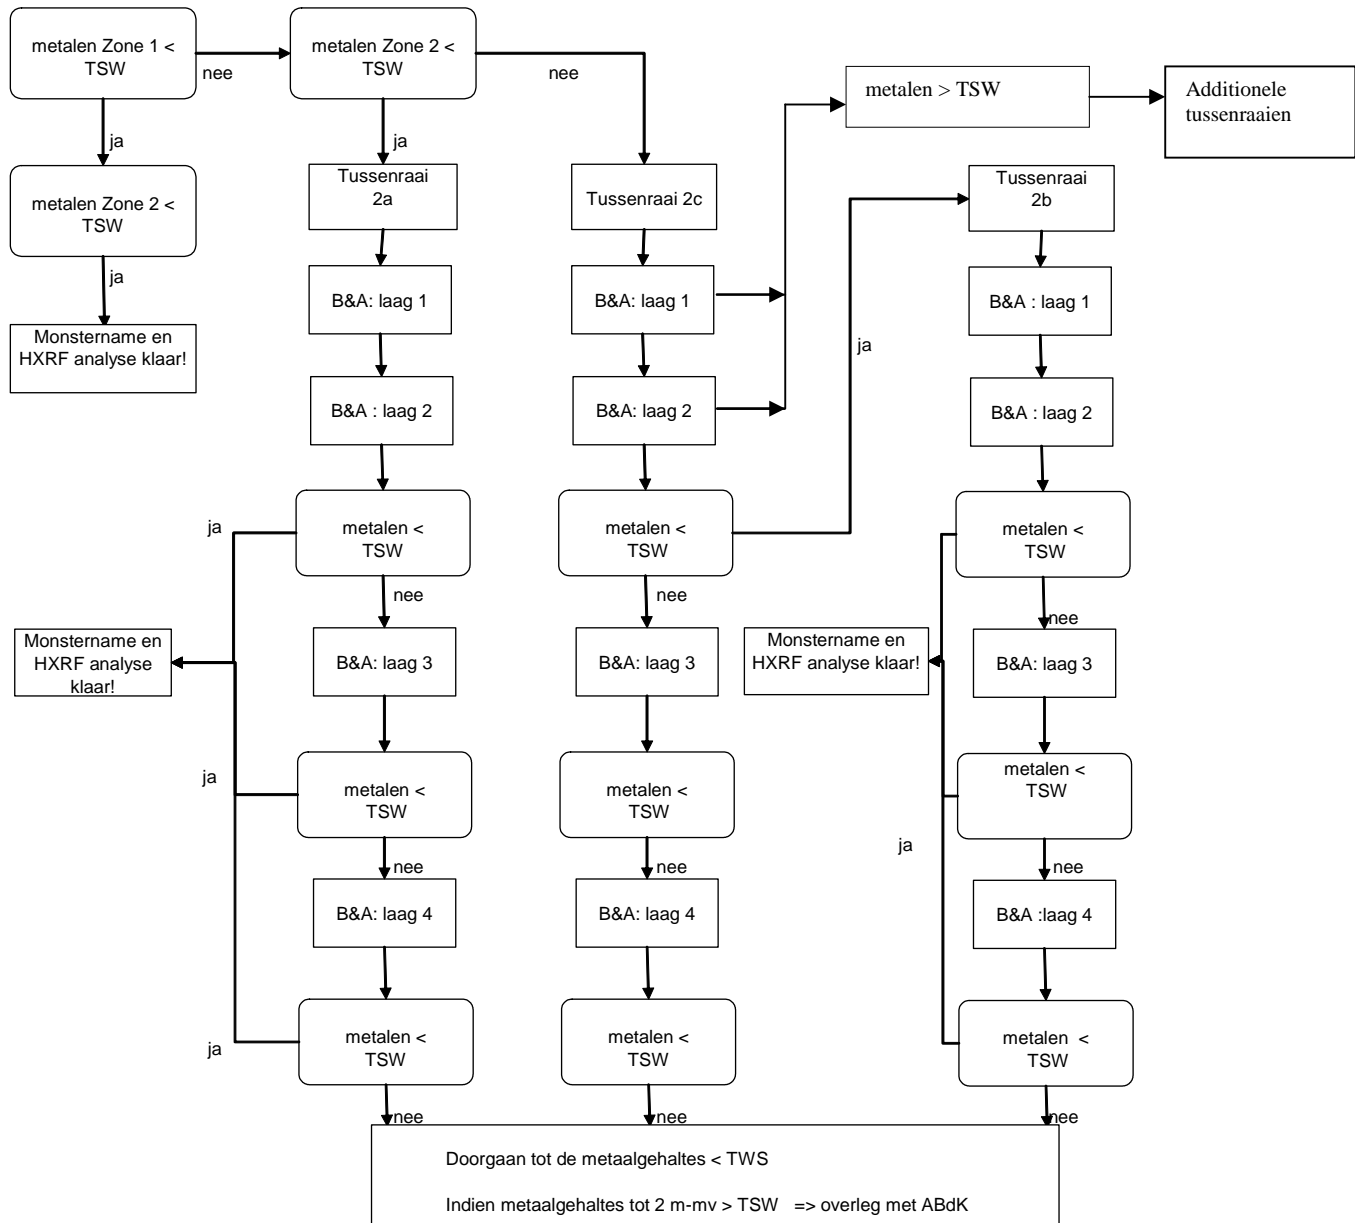 metalen Zone 1 <
TSW
nee
metalen Zone 2 <
TSW
nee
metalen > TSW
Additionele
tussenraaien
ja
ja
metalen Zone 2 <
TSW
ja
Monstername en
HXRF analyse klaar!
Tussenraai
2a
B&A: laag 1
B&A : laag 2
metalen <
TSW
ja
nee
Monstername en
HXRF analyse
klaar!
B&A: laag 3
metalen <
TSW
ja
nee
B&A: laag 4
metalen <
TSW
ja
nee
Tussenraai 2c
B&A: laag 1
B&A: laag 2
metalen <
TSW
ja
nee
B&A: laag 3
metalen <
TSW
nee
B&A: laag 4
metalen <
TSW
nee
Tussenraai
2b
B&A : laag 1
B&A : laag 2
metalen <
TSW
nee
Monstername en
HXRF analyse klaar!
B&A: laag 3
metalen <
TSW
ja
nee
B&A :laag 4
metalen <
TSW
nee
Doorgaan tot de metaalgehaltes < TWS
Indien metaalgehaltes tot 2 m-mv > TSW => overleg met ABdK